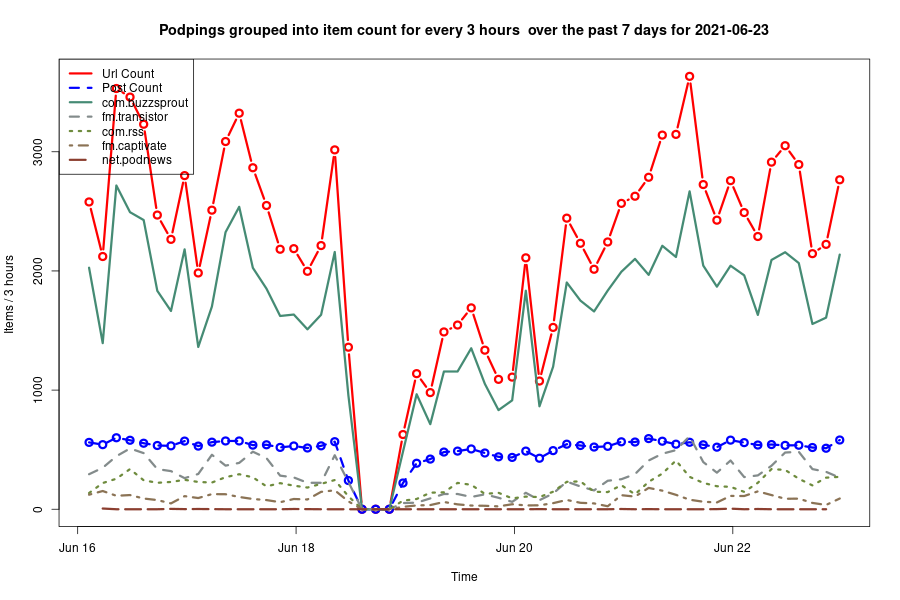 Podpings grouped into item count for every 3 hours  over the past 7 days for 2021-06-23
Url Count
Post Count
com.buzzsprout
fm.transistor
com.rss
fm.captivate
net.podnews
Items / 3 hours
3000
2000
1000
0
Jun 16
Jun 18
Jun 20
Jun 22
Time